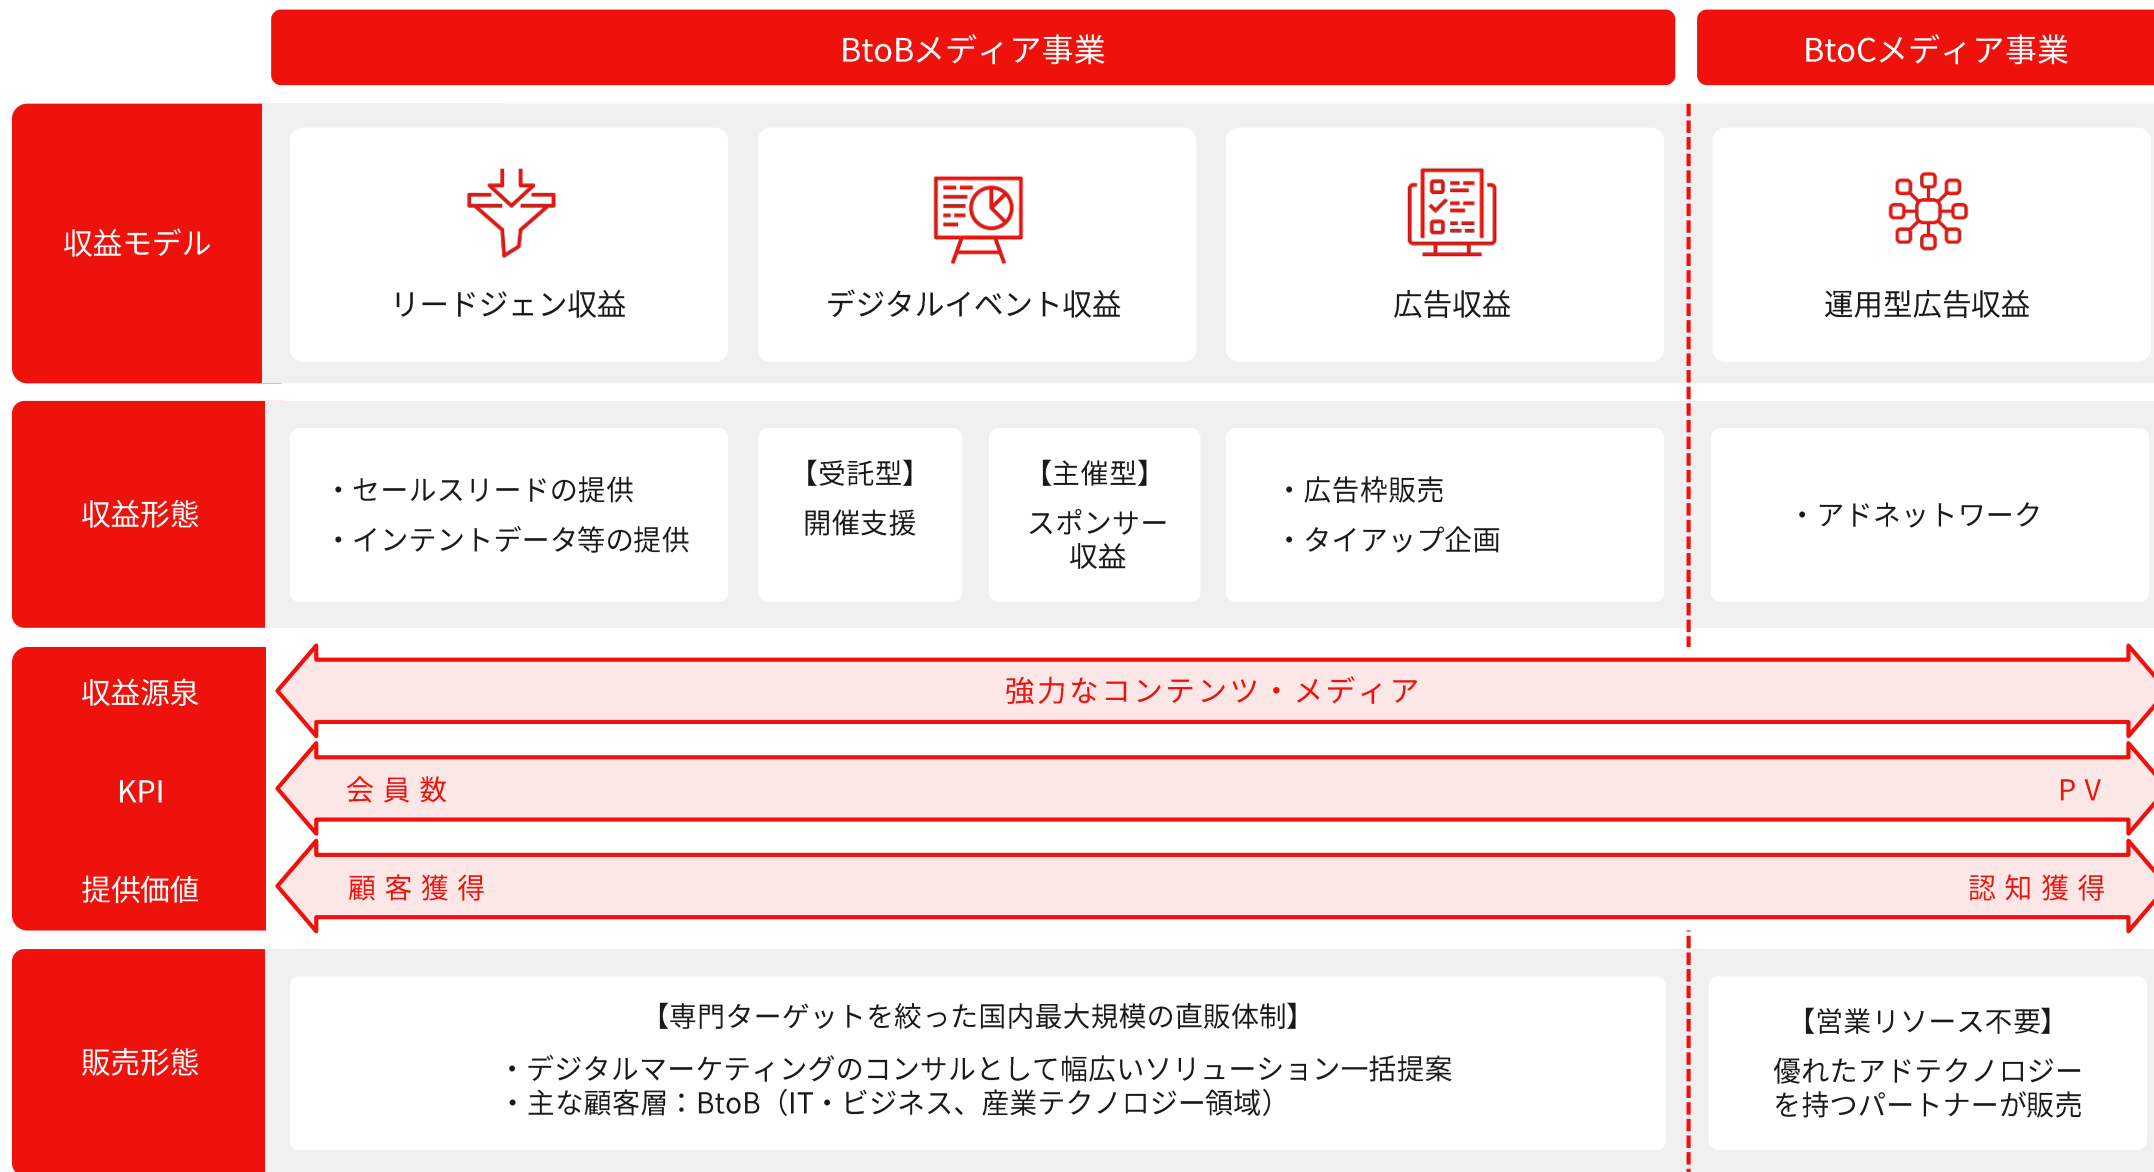 BtoBメディア事業
BtoCメディア事業
収益モデル
リードジェン収益
デジタルイベント収益
広告収益
運用型広告収益
収益形態
・セールスリードの提供
・インテントデータ等の提供
【受託型】
開催支援
【主催型】
スポンサー
収益
・広告枠販売
・タイアップ企画
・アドネットワーク
収益源泉
強力なコンテンツ・メディア
KPI
会員数
PV
提供価値
顧客獲得
認知獲得
販売形態
【専門ターゲットを絞った国内最大規模の直販体制】
・デジタルマーケティングのコンサルとして幅広いソリューション一括提案
・主な顧客層：BtoB（IT・ビジネス、産業テクノロジー領域）
【営業リソース不要】
優れたアドテクノロジー
を持つパートナーが販売